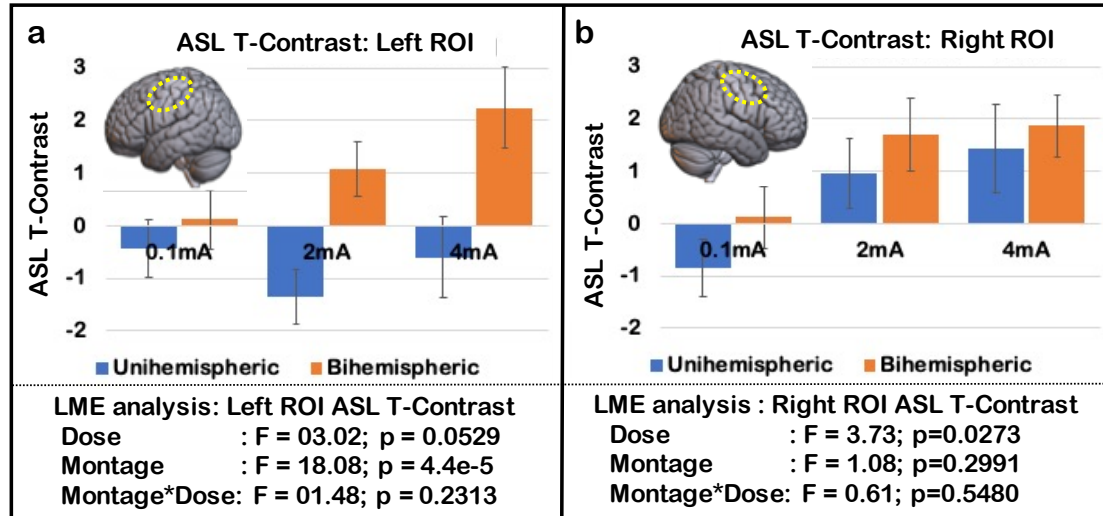 a
ASL T-Contrast: Left ROI
ASL T-Contrast
3
2
1
0
-1
-2
0.1mA
2mA
4mA
Unihemispheric
Bihemispheric
LME analysis: Left ROI ASL T-Contrast
Dose : F = 03.02; p = 0.0529
Montage : F = 18.08; p = 4.4e-5
Montage*Dose: F = 01.48; p = 0.2313
b
ASL T-Contrast: Right ROI
ASL T-Contrast
3
2
1
0
-1
-2
0.1mA
2mA
4mA
Unihemispheric
Bihemispheric
LME analysis : Right ROI ASL T-Contrast
Dose : F = 3.73; p=0.0273
Montage : F = 1.08; p=0.2991
Montage*Dose: F = 0.61; p=0.5480